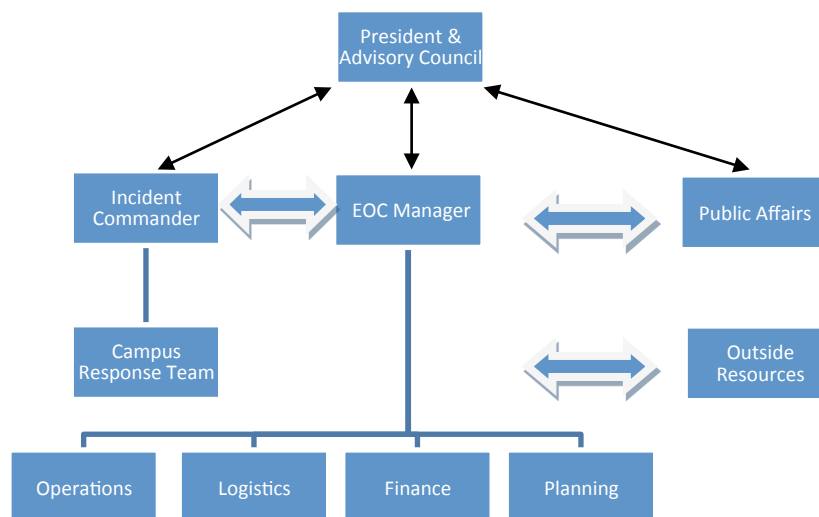 President &
Advisory Council
Incident
Commander
EOC Manager
Public Affairs
Campus
Response Team
Outside
Resources
Operations
Logistics
Finance
Planning